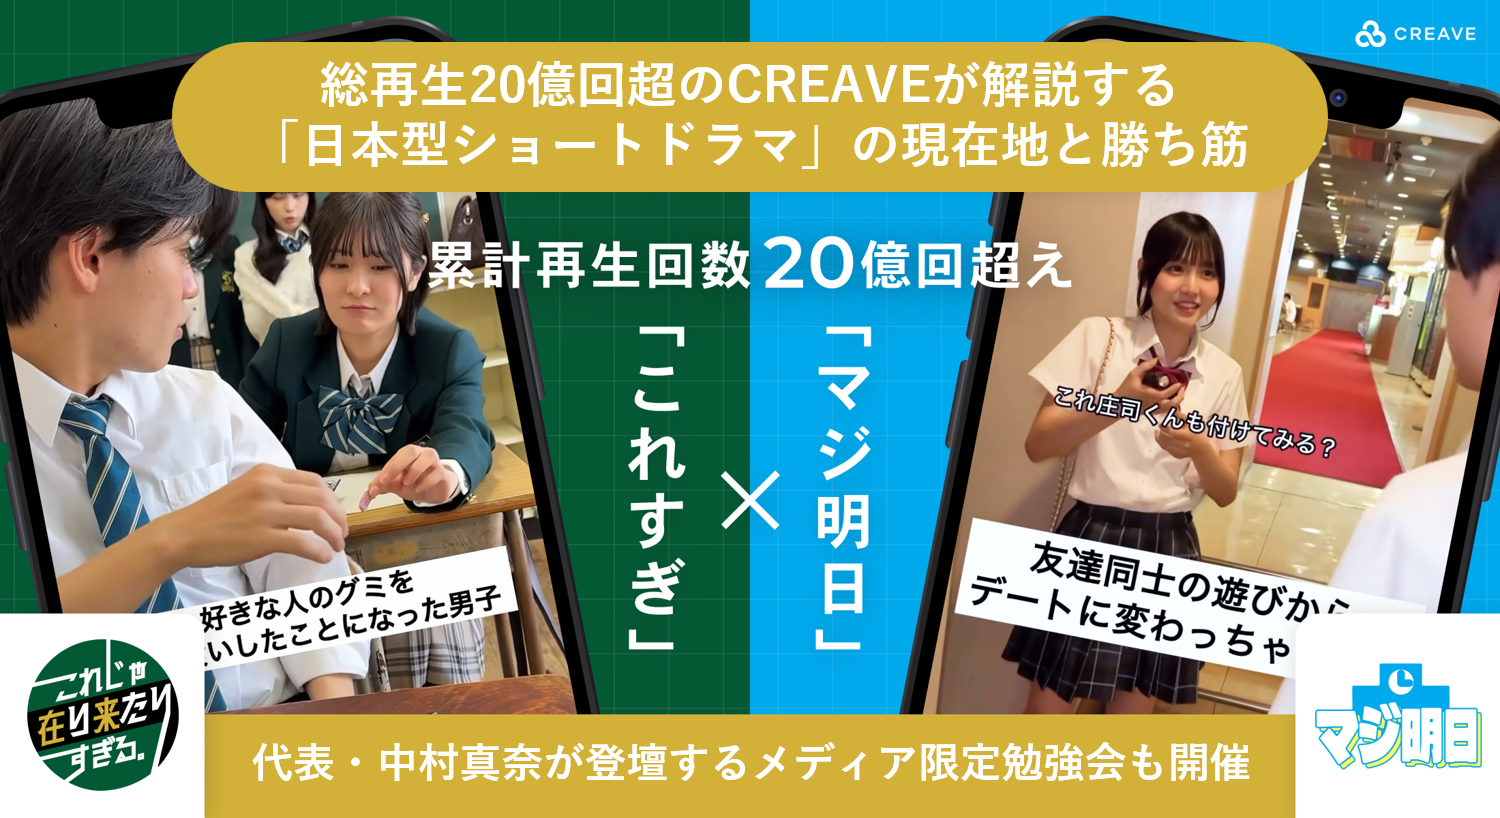 CREAVE
総再生20億回超のCREAVEが解説する
「日本型ショートドラマ」の現在地と勝ち筋
累計再生回数20億回超え
「これすぎ」
×
「マジ明日」
これ庄司くんも付けてみる？
好きな人のグミを
いしたことになった男子
友達同士の遊びから
デートに変わっちゃ
これじゃ
在り来たり
すぎる。
マジ明日
代表・中村真奈が登壇するメディア限定勉強会も開催